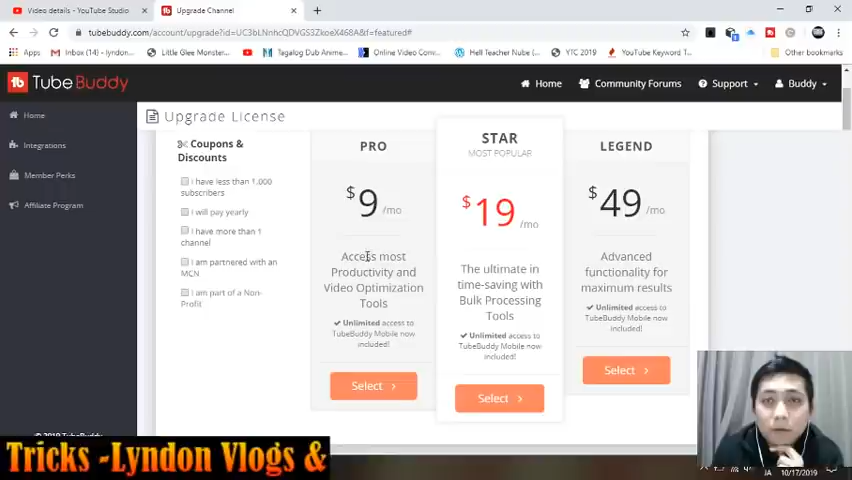 Video details - YouTube Studio
Upgrade Channel
tubebuddy.com/account/upgrade?id=UC3bLNnhcQDVGS3ZkoeX468A&f=featured#
Apps
Inbox (14) - lyndon...
Little Glee Monster...
Tagalog Dub Anime...
Online Video Comm...
Hell Teacher Nube (...
YTC 2019
YouTube Keyword T...
Other bookmarks
TubeBuddy
Home
Community Forums
Support
Buddy
Home
Integrations
Member Perks
Affiliate Program
Upgrade License
Coupons &
Discounts
I have less than 1,000
subscribers
I will pay yearly
I have more than 1
channel
I am partnered with an
MCN
I am part of a Non-
Profit
PRO
$9 /mo
Access most
Productivity and
Video Optimization
Tools
Unlimited access to
TubeBuddy Mobile now
included!
Select
STAR
MOST POPULAR
$19 /mo
The ultimate in
time-saving with
Bulk Processing
Tools
Unlimited access to
TubeBuddy Mobile now
included!
Select
LEGEND
$49 /mo
Advanced
functionality for
maximum results
Unlimited access to
TubeBuddy Mobile now
included!
Select
Tricks -Lyndon Vlogs &
JA
10/17/2019